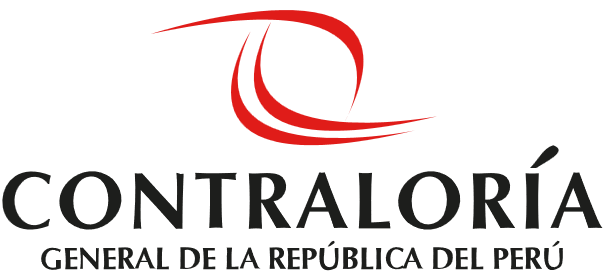 CONTRALORÍA
GENERAL DE LA REPÚBLICA DEL PERÚ